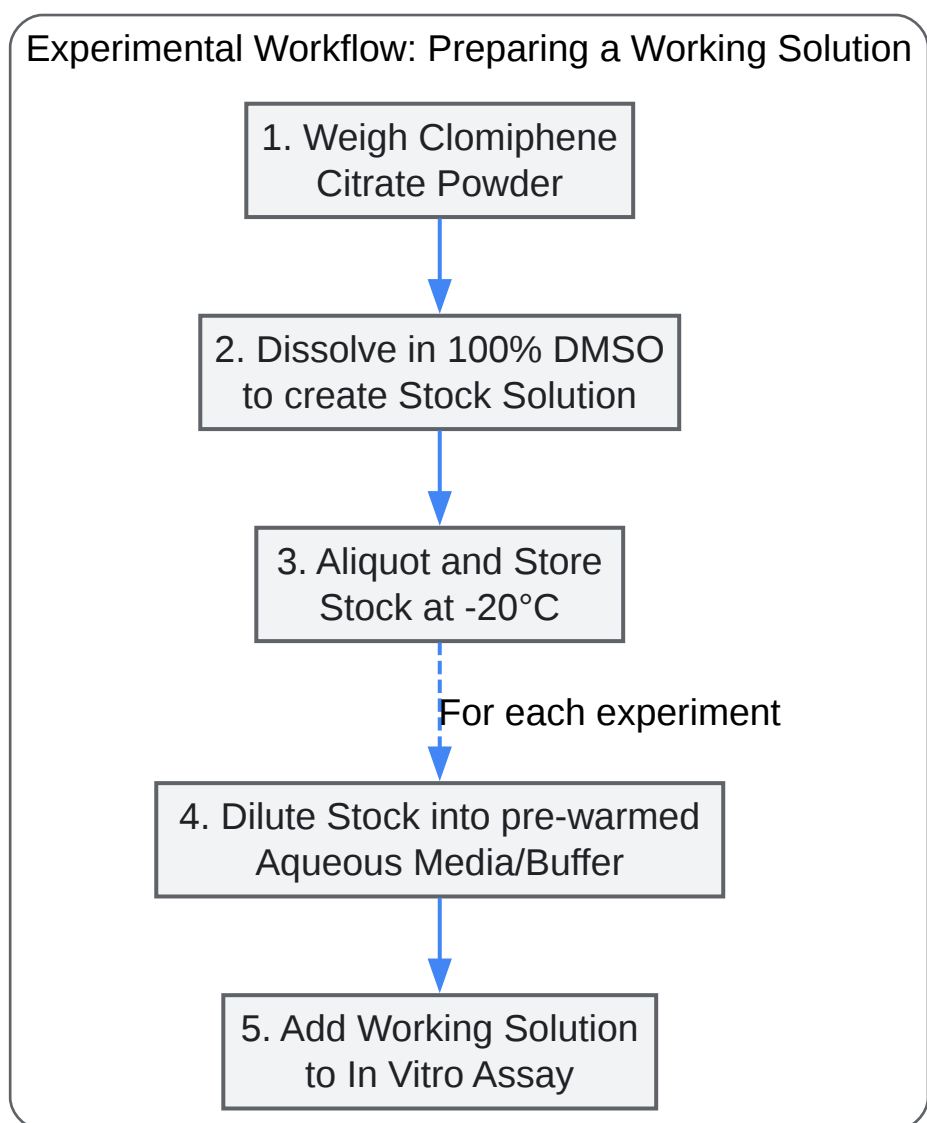 Experimental Workflow: Preparing a Working Solution
1. Weigh Clomiphene
Citrate Powder
2. Dissolve in 100% DMSO
to create Stock Solution
3. Aliquot and Store
Stock at -20°C
For each experiment
4. Dilute Stock into pre-warmed
Aqueous Media/Buffer
5. Add Working Solution
to In Vitro Assay